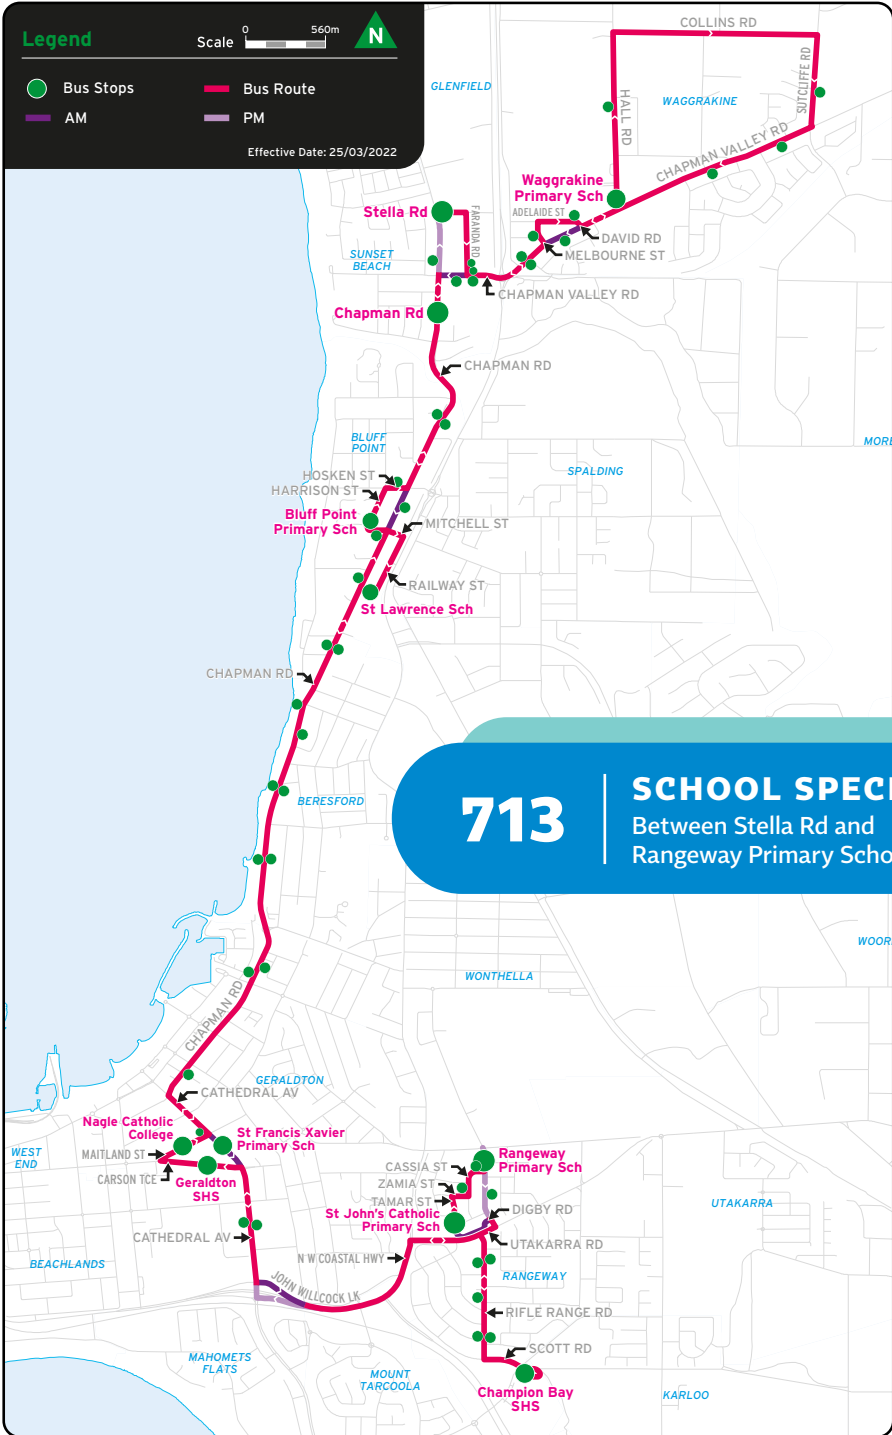 Legend
Scale
0
560m
N
Bus Stops
Bus Route
AM
PM
Effective Date: 25/03/2022
COLLINS RD
GLENFIELD
WAGGRAKINE
SUTCLIFFE RD
HALL RD
CHAPMAN VALLEY RD
Waggrakine
Primary Sch
Stella Rd
FARANDA RD
ADELAIDE ST
DAVID RD
MELBOURNE ST
SUNSET
BEACH
CHAPMAN VALLEY RD
Chapman Rd
CHAPMAN RD
BLUFF
POINT
SPALDING
HOSKEN ST
HARRISON ST
Bluff Point
Primary Sch
MITCHELL ST
RAILWAY ST
St Lawrence Sch
CHAPMAN RD
713
SCHOOL SPECI
Between Stella Rd and
Rangeway Primary Scho
BERESFORD
WONTHELLA
CHAPMAN RD
GERALDTON
CATHEDRAL AV
Nagle Catholic
College
St Francis Xavier
Primary Sch
WEST
END
MAITLAND ST
CARSON TCE
Geraldton
SHS
CASSIA ST
Rangeway
Primary Sch
ZAMIA ST
TAMAR ST
St John's Catholic
Primary Sch
DIGBY RD
UTAKARRA
UTAKARRA RD
CATHEDRAL AV
N W COASTAL HWY
BEACHLANDS
JOHN WILLCOCK LK
RANGEWAY
RIFLE RANGE RD
SCOTT RD
MAHOMETS
FLATS
MOUNT
TARCOOLA
Champion Bay
SHS
KARLOO